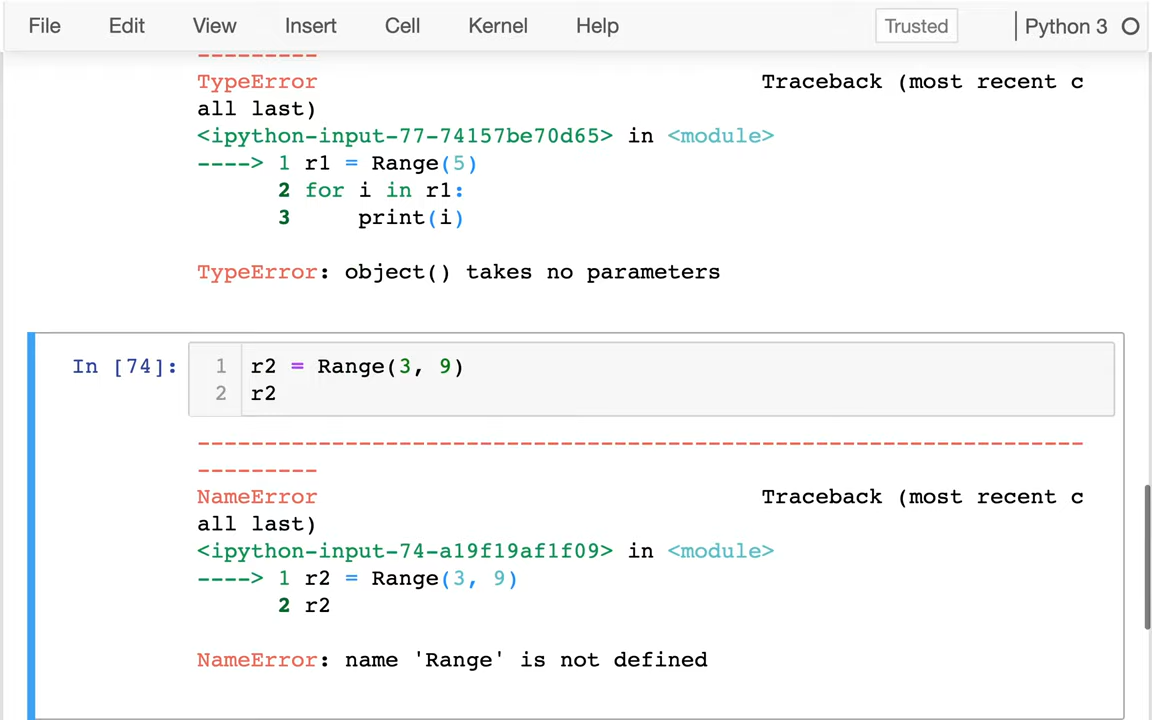 File Edit View Insert Cell Kernel Help Trusted Python 3
---------
TypeError Traceback (most recent c
all last)
<ipython-input-77-74157be70d65> in <module>
----> 1 r1 = Range(5)
2 for i in r1:
3 print(i)
TypeError: object() takes no parameters
In [74]: 1 r2 = Range(3, 9)
2 r2
------------------------------------------------------------------
---------
NameError Traceback (most recent c
all last)
<ipython-input-74-a19f19af1f09> in <module>
----> 1 r2 = Range(3, 9)
2 r2
NameError: name 'Range' is not defined